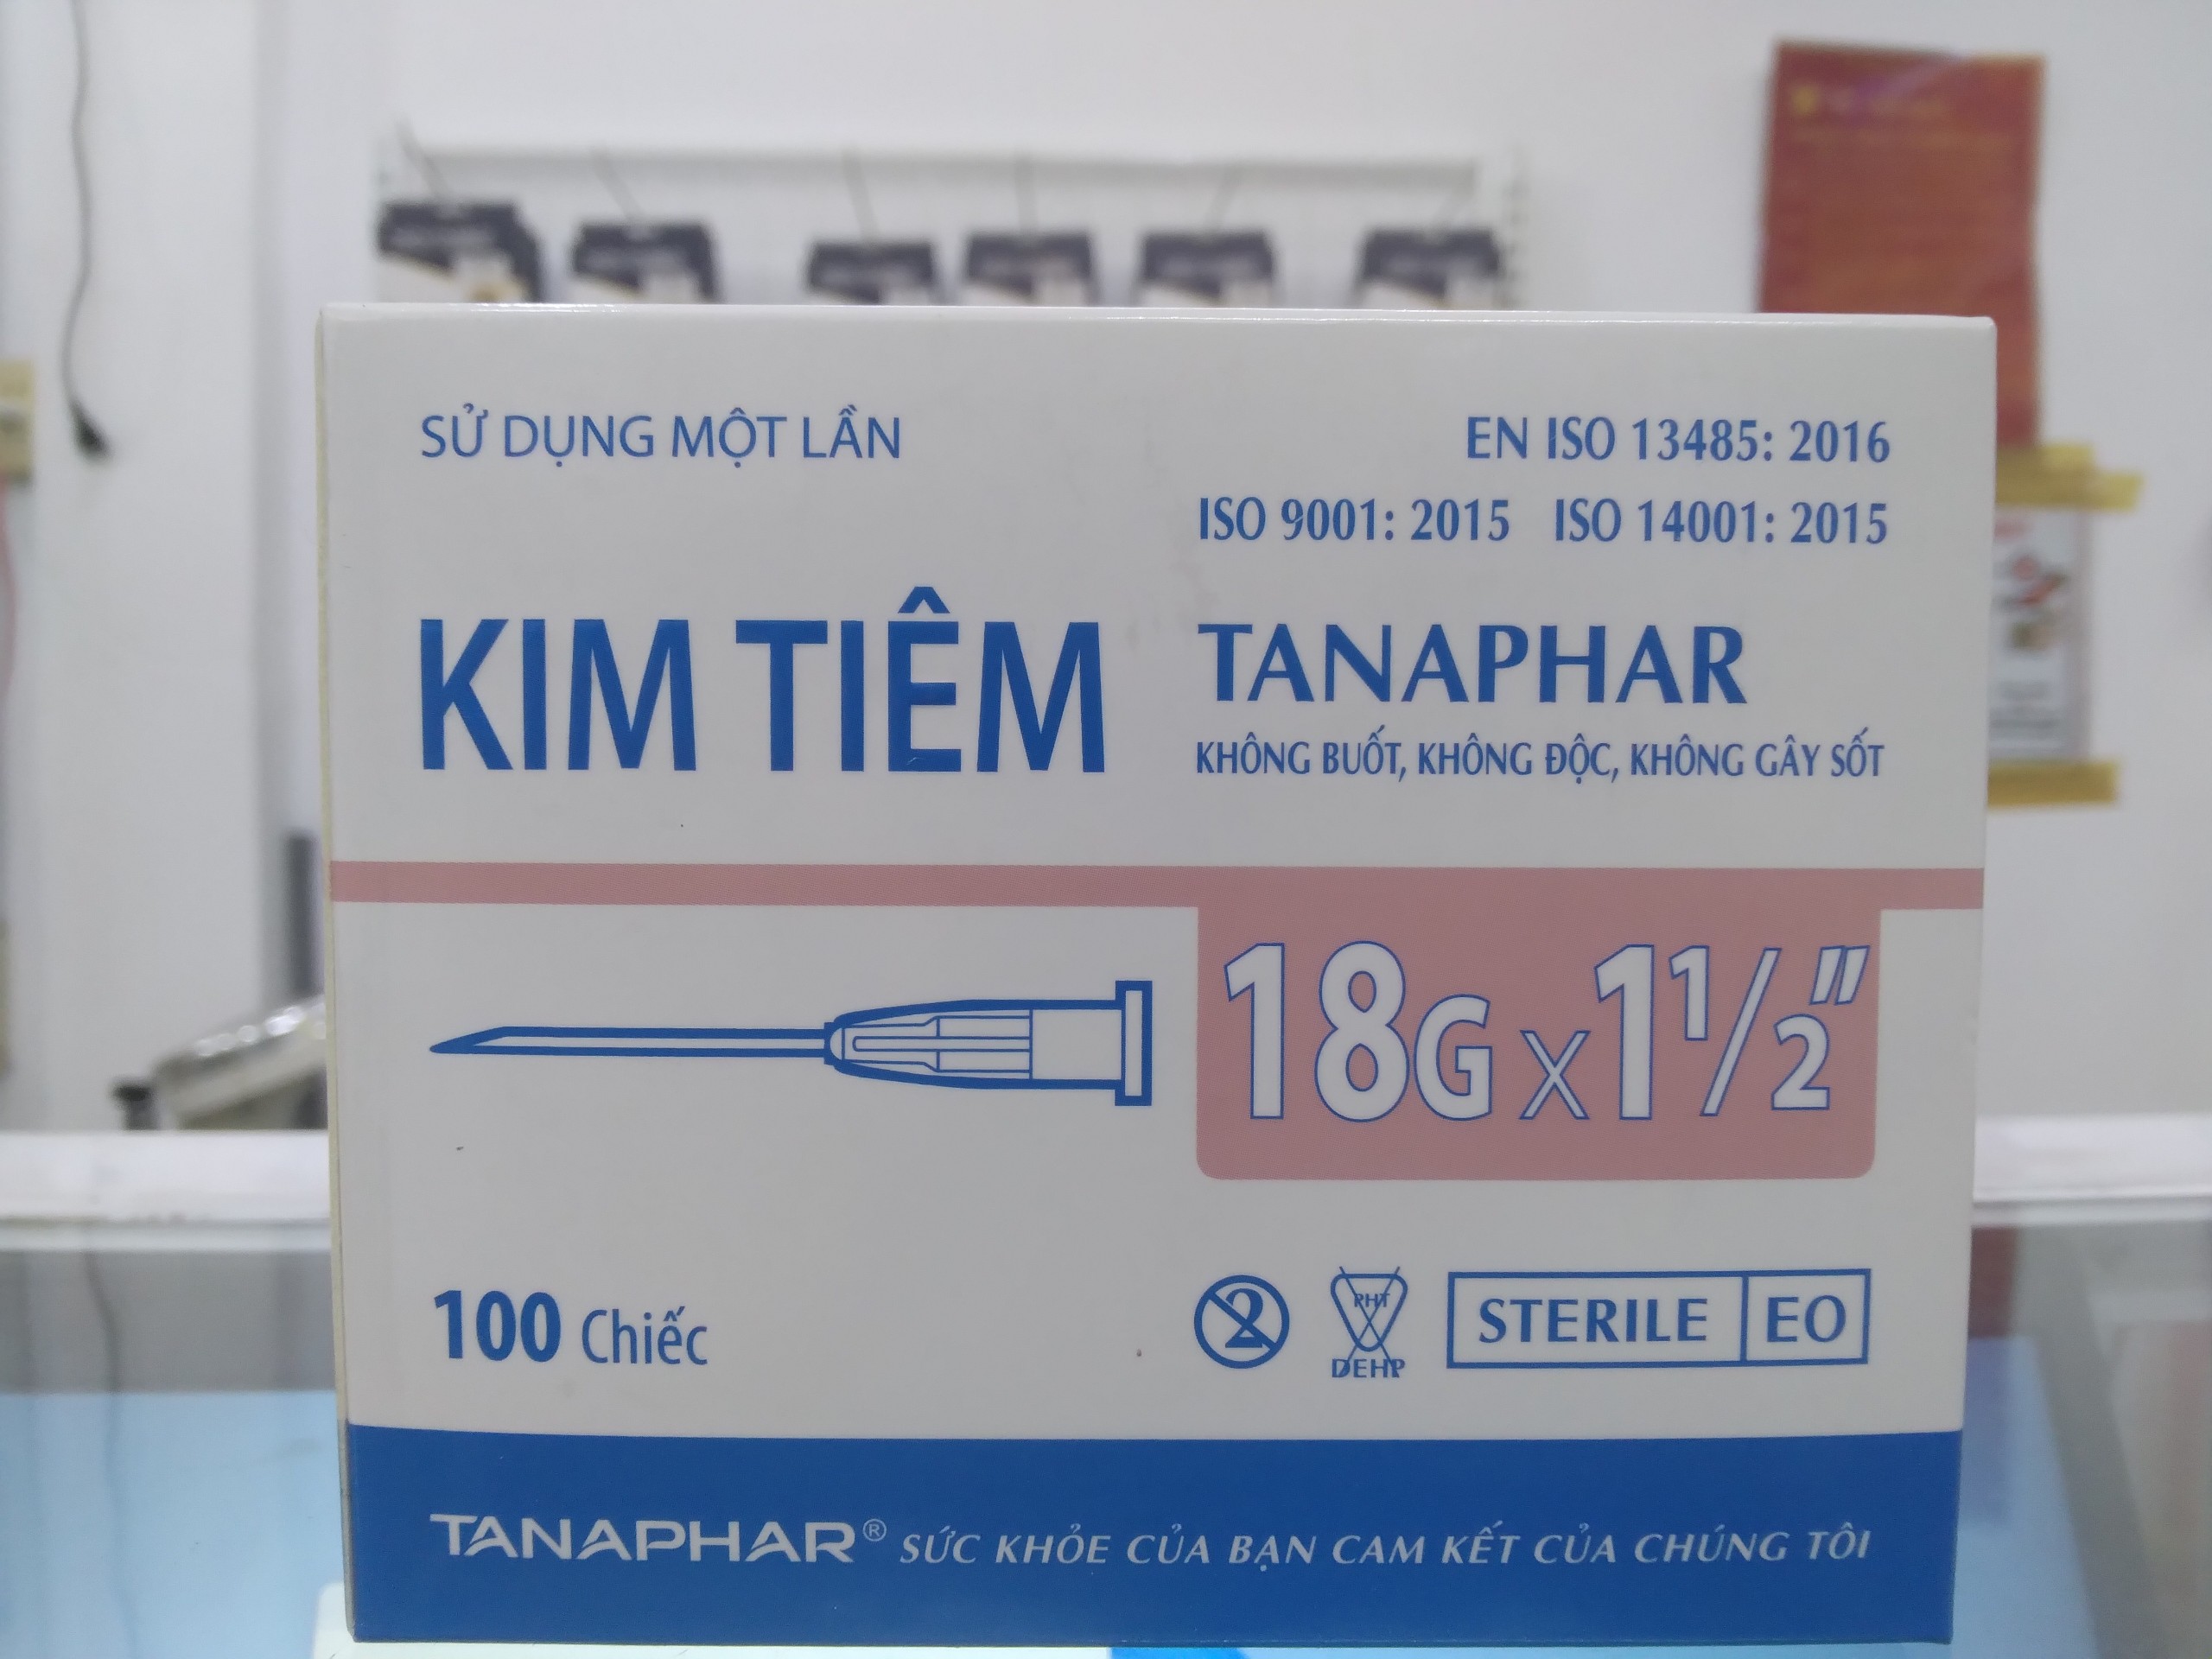 SỬ DỤNG MỘT LẦN
EN ISO 13485: 2016
ISO 9001: 2015 ISO 14001: 2015
KIM TIÊM
TANAPHAR
KHÔNG BUỐT, KHÔNG ĐỘC, KHÔNG GÂY SỐT
18G x 1 1/2"
100 Chiếc
2
PHT
DEHP
STERILE EO
TANAPHAR® SỨC KHỎE CỦA BẠN CAM KẾT CỦA CHÚNG TÔI